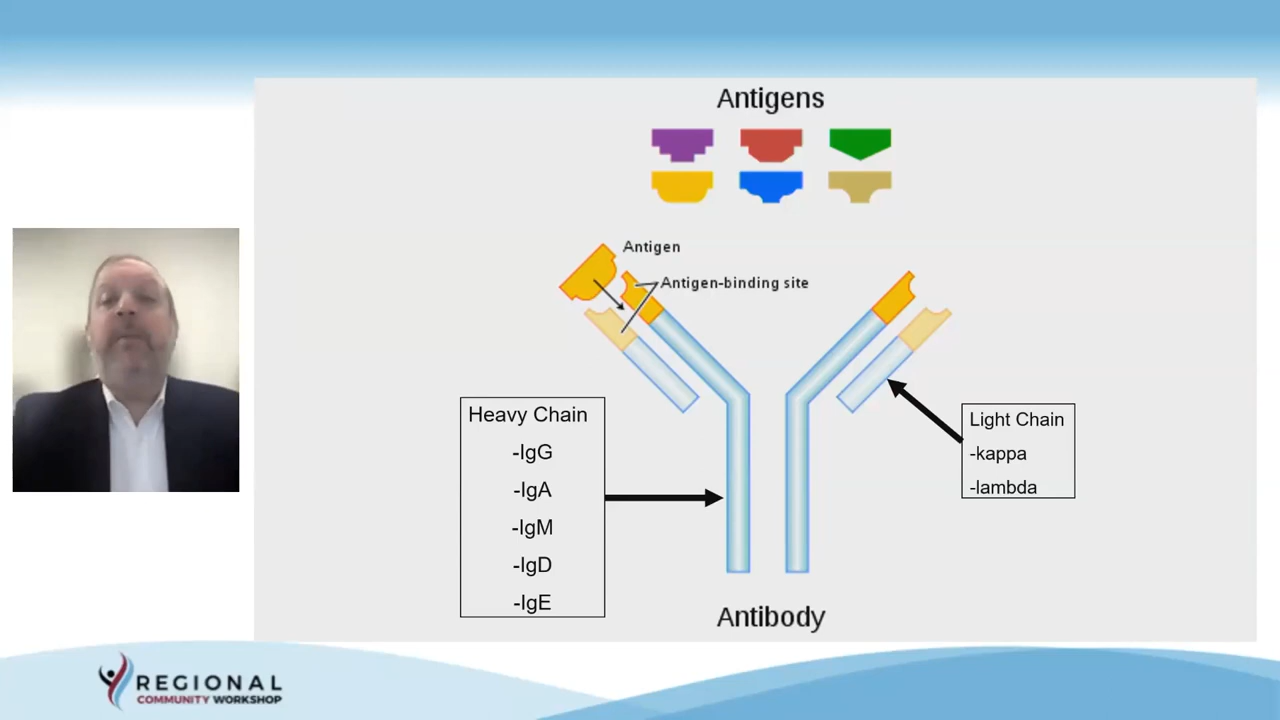 Antigens
Antigen
Antigen-binding site
Heavy Chain
-IgG
-IgA
-IgM
-IgD
-IgE
Light Chain
-kappa
-lambda
Antibody
REGIONAL
COMMUNITY WORKSHOP